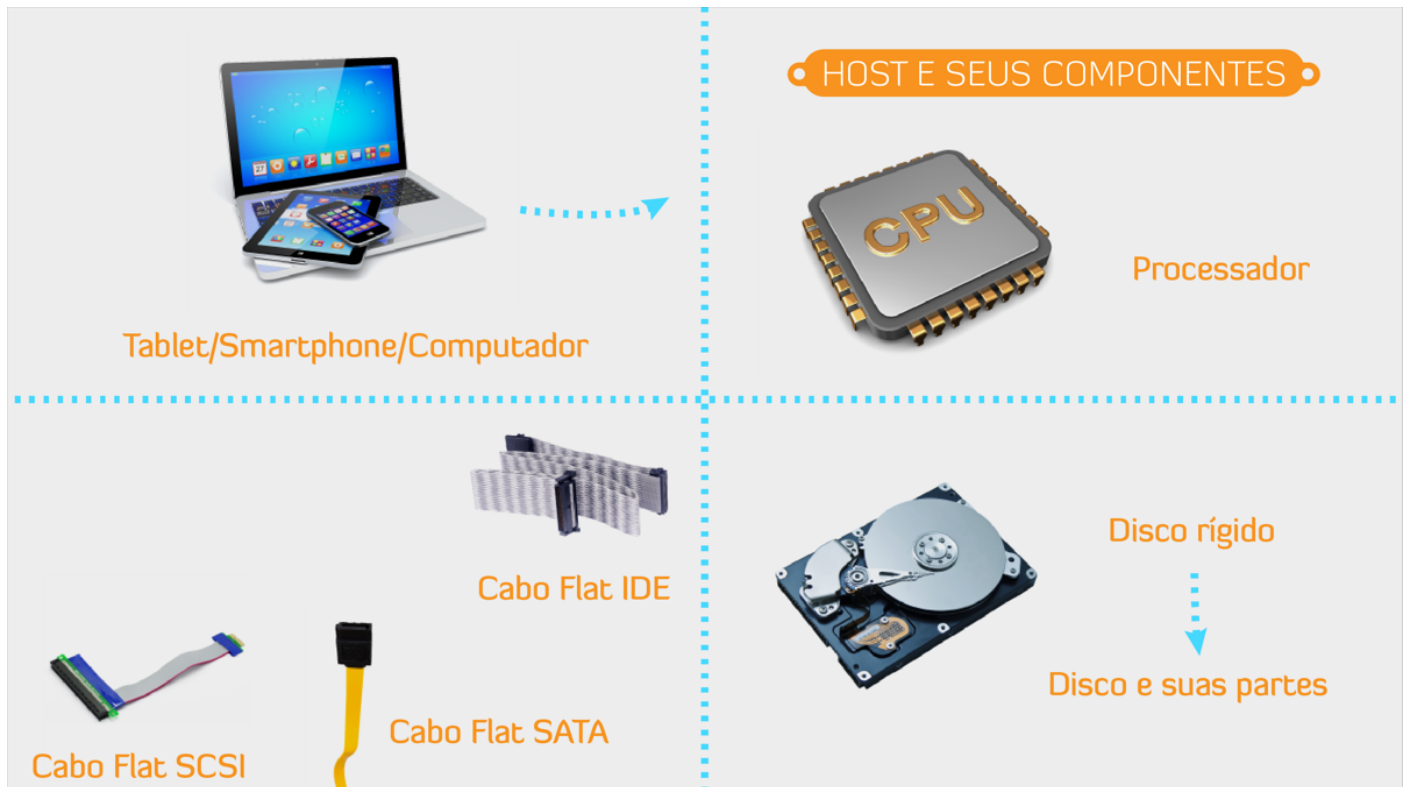 HOST E SEUS COMPONENTES
CPU
Processador
Tablet/Smartphone/Computador
Cabo Flat IDE
Cabo Flat SATA
Cabo Flat SCSI
Disco rígido
Disco e suas partes